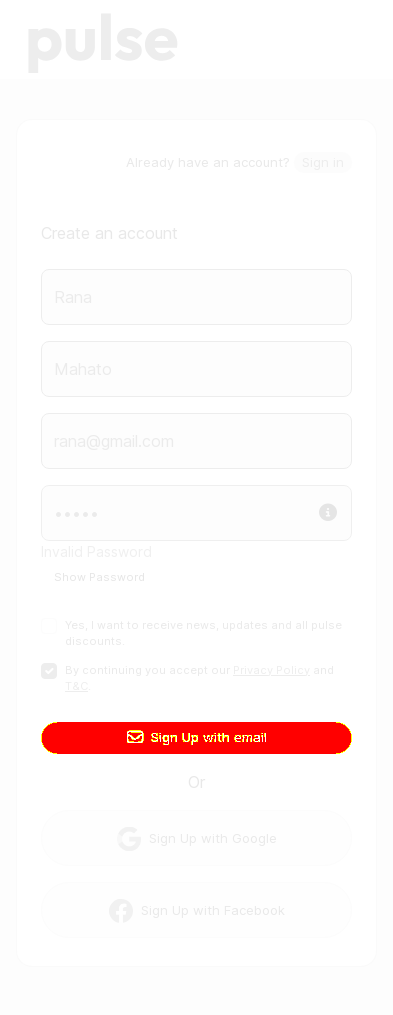 pulse
Already have an account? Sign in
Create an account
Rana
Mahato
rana@gmail.com
•••••
Invalid Password
Show Password
Yes, I want to receive news, updates and all pulse
discounts.
By continuing you accept our Privacy Policy and
T&C.
Sign Up with email
Or
Sign Up with Google
Sign Up with Facebook